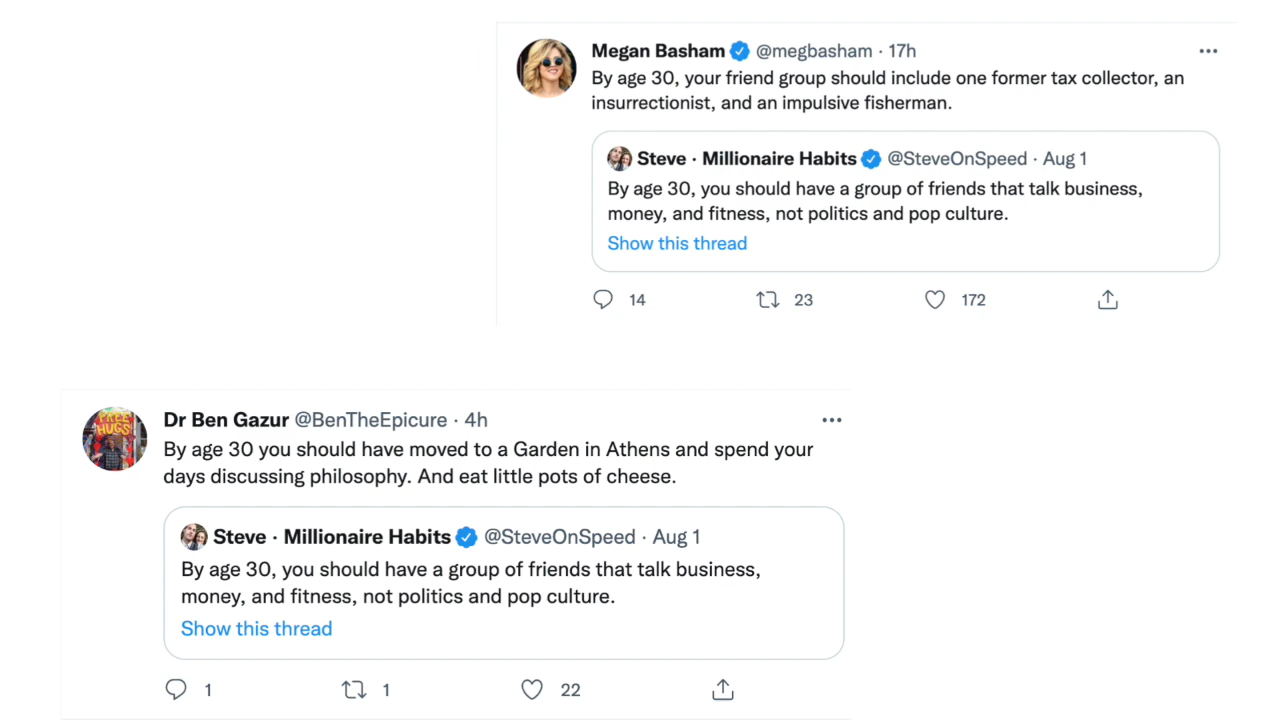 Megan Basham @megbasham · 17h
By age 30, your friend group should include one former tax collector, an
insurrectionist, and an impulsive fisherman.
Steve · Millionaire Habits @SteveOnSpeed · Aug 1
By age 30, you should have a group of friends that talk business,
money, and fitness, not politics and pop culture.
Show this thread
14 23 172
FREE
HUGS
Dr Ben Gazur @BenTheEpicure · 4h
By age 30 you should have moved to a Garden in Athens and spend your
days discussing philosophy. And eat little pots of cheese.
Steve · Millionaire Habits @SteveOnSpeed · Aug 1
By age 30, you should have a group of friends that talk business,
money, and fitness, not politics and pop culture.
Show this thread
1 1 22